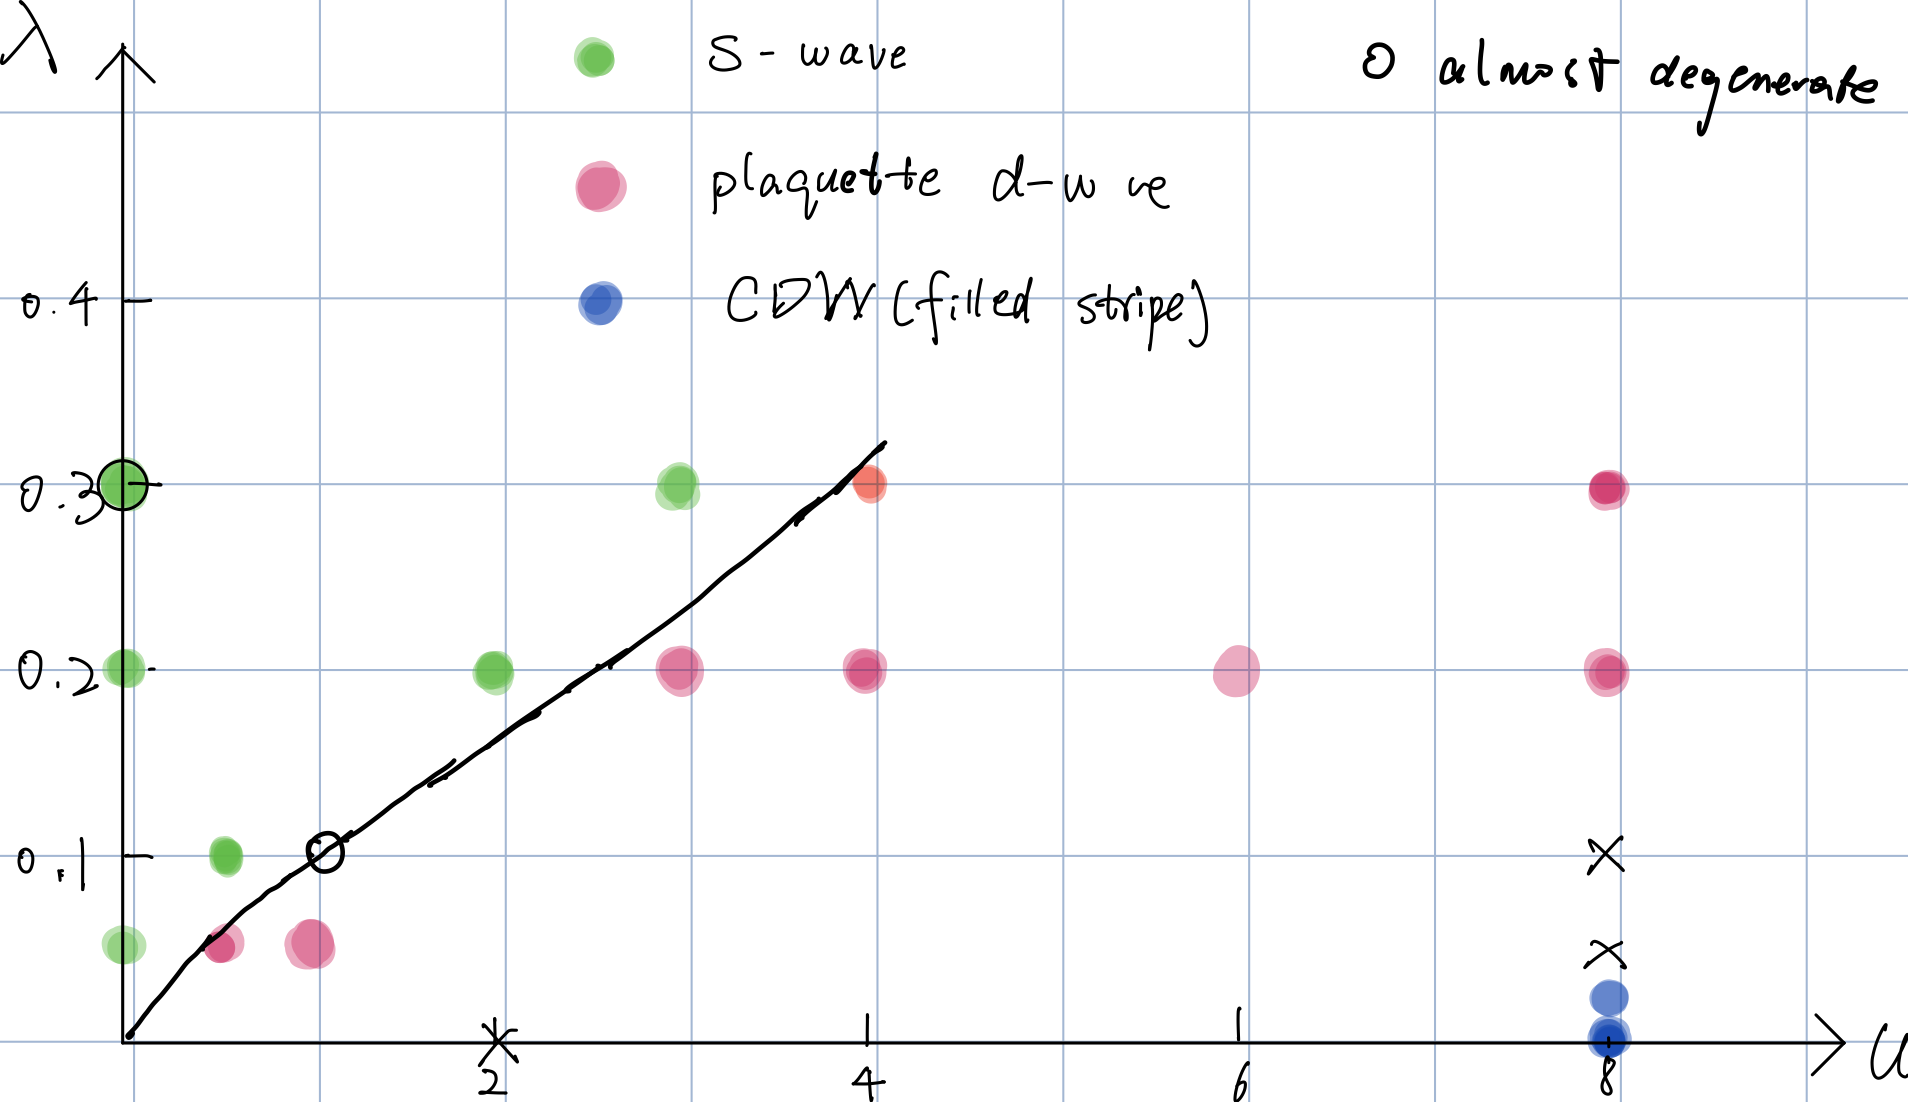 λ
s-wave
O almost degenerate
plaquette d-w ve
0.4
CDW (filled stripe)
0.3
0.2
0.1
2
4
6
8
U